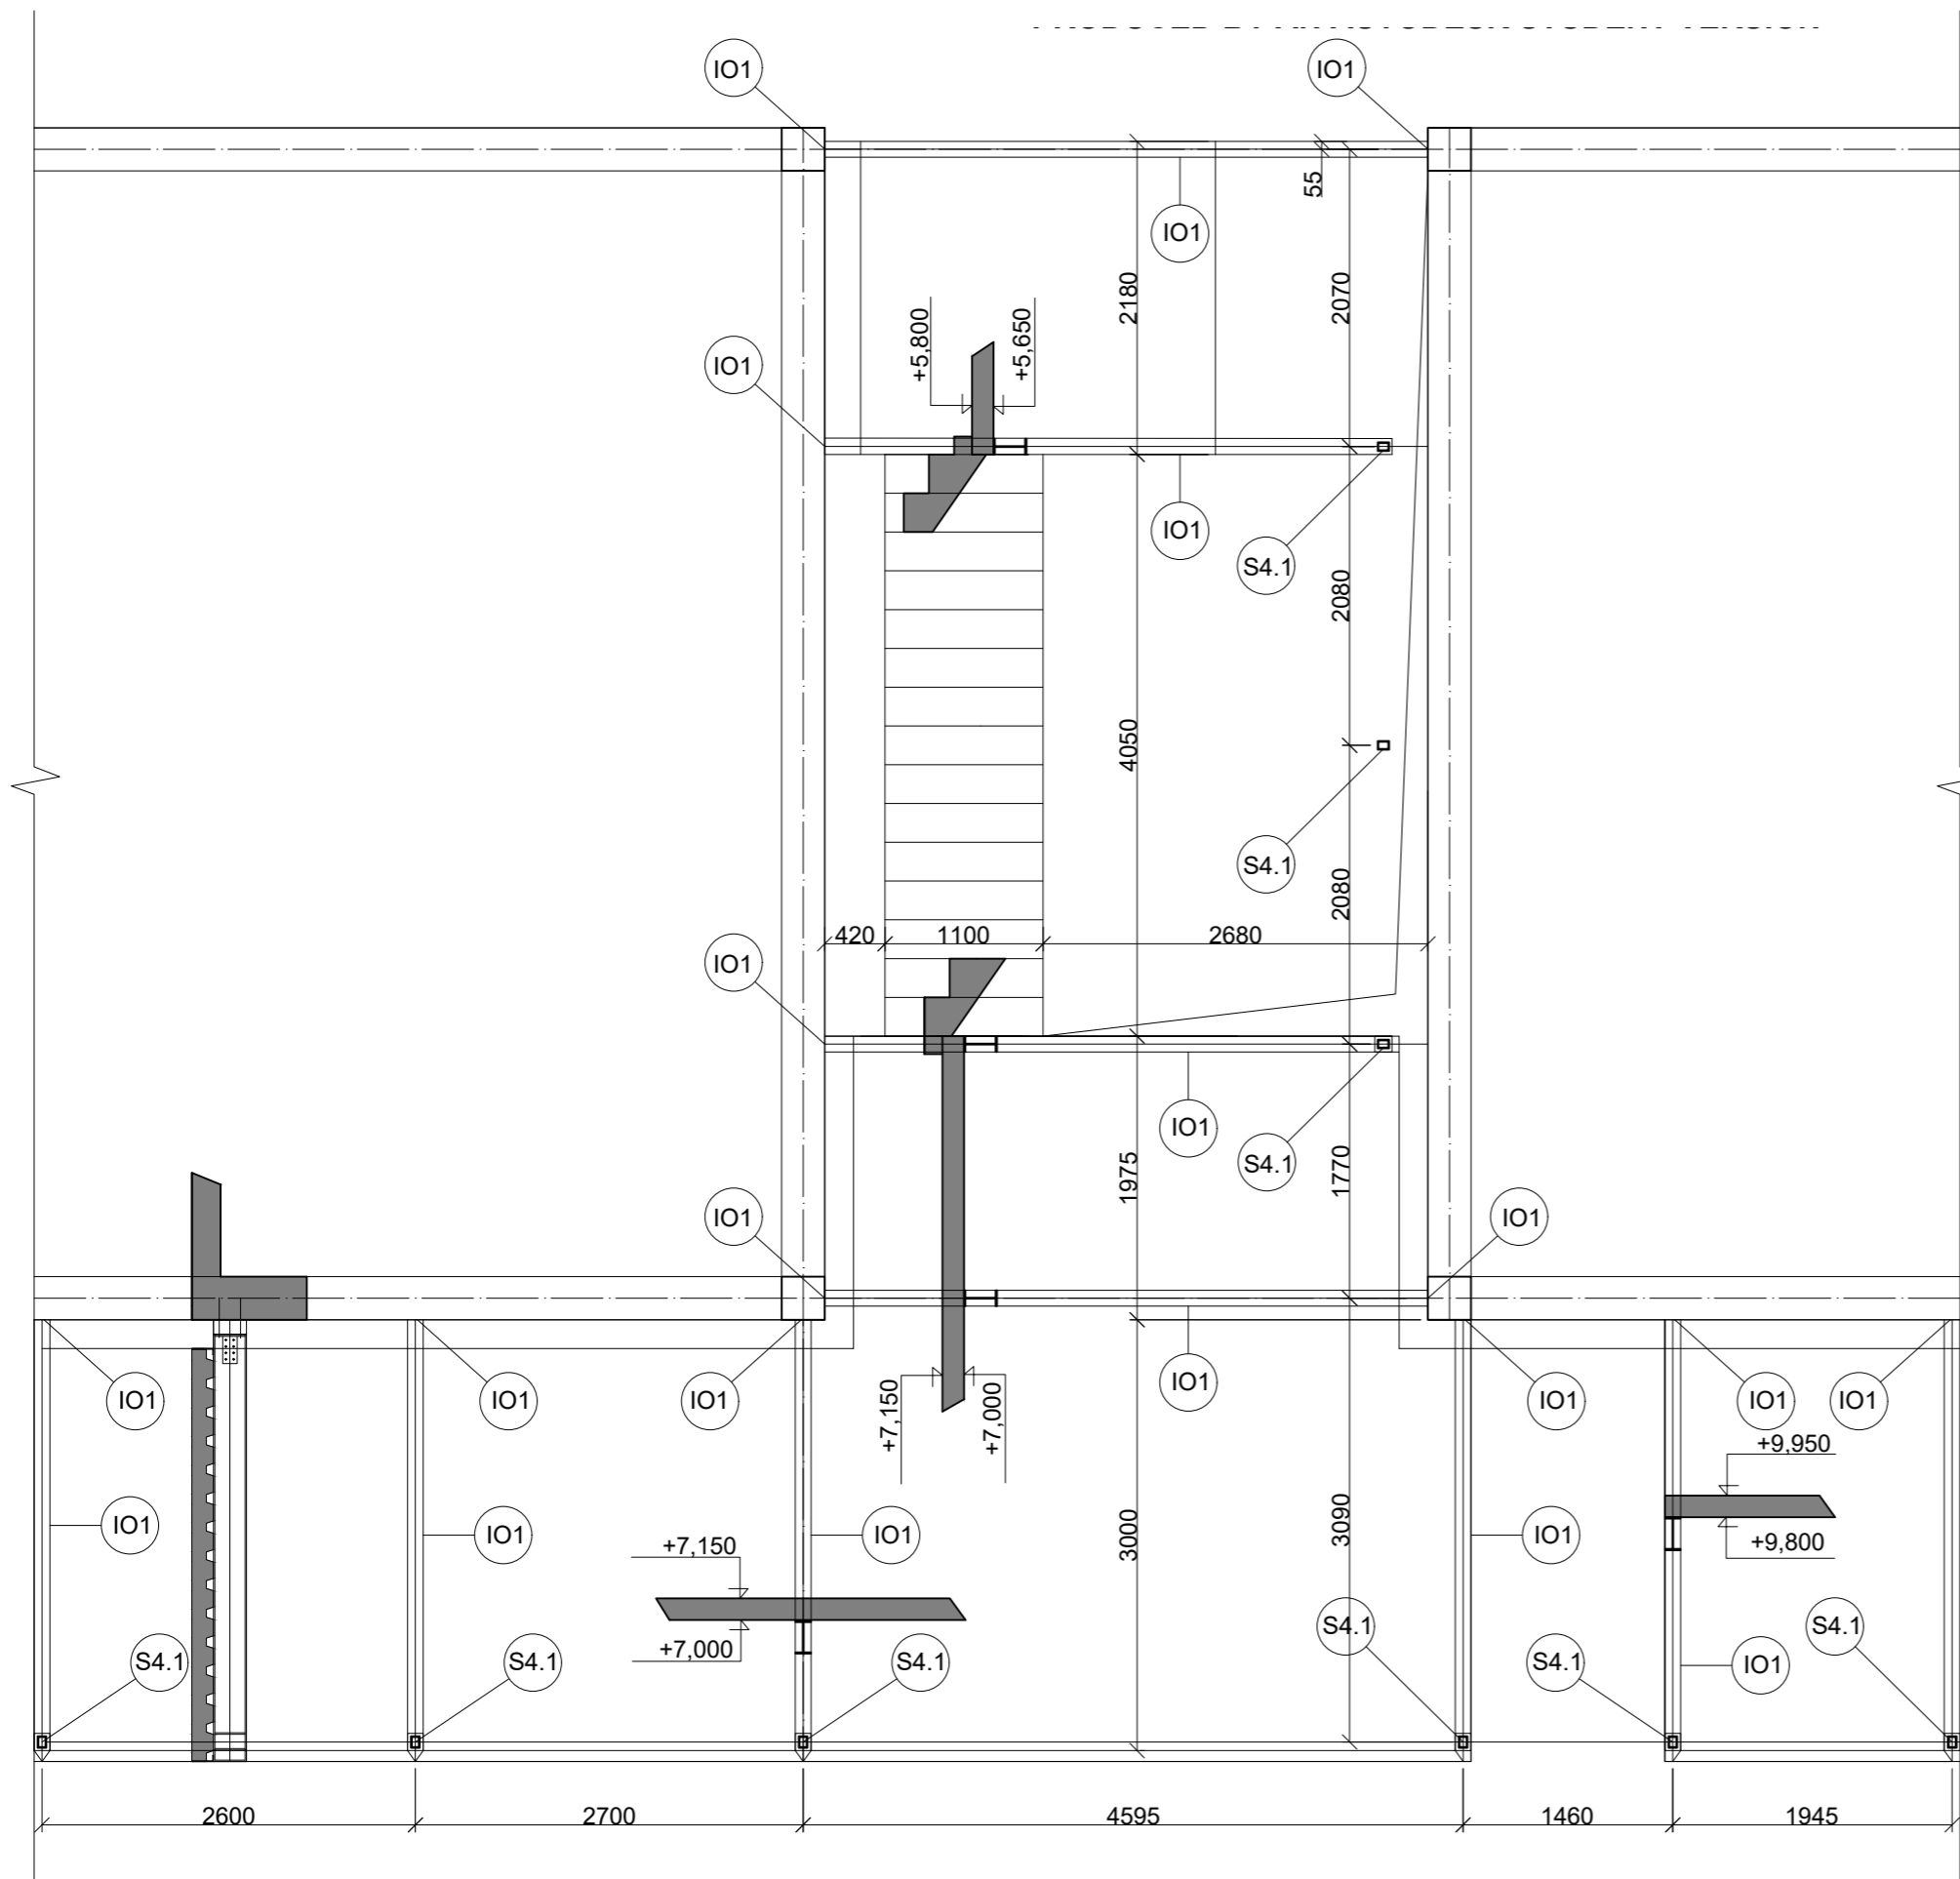 IO1
IO1
55
IO1
2180
2070
+5,800
+5,650
IO1
IO1
S4.1
2080
4050
S4.1
2080
420
1100
2680
IO1
IO1
S4.1
1975
1770
IO1
IO1
IO1
IO1
IO1
IO1
+7,150
+7,000
IO1
IO1
IO1
IO1
+9,950
IO1
IO1
+7,150
IO1
3000
3090
IO1
+9,800
+7,000
S4.1
S4.1
S4.1
S4.1
S4.1
IO1
S4.1
2600
2700
4595
1460
1945